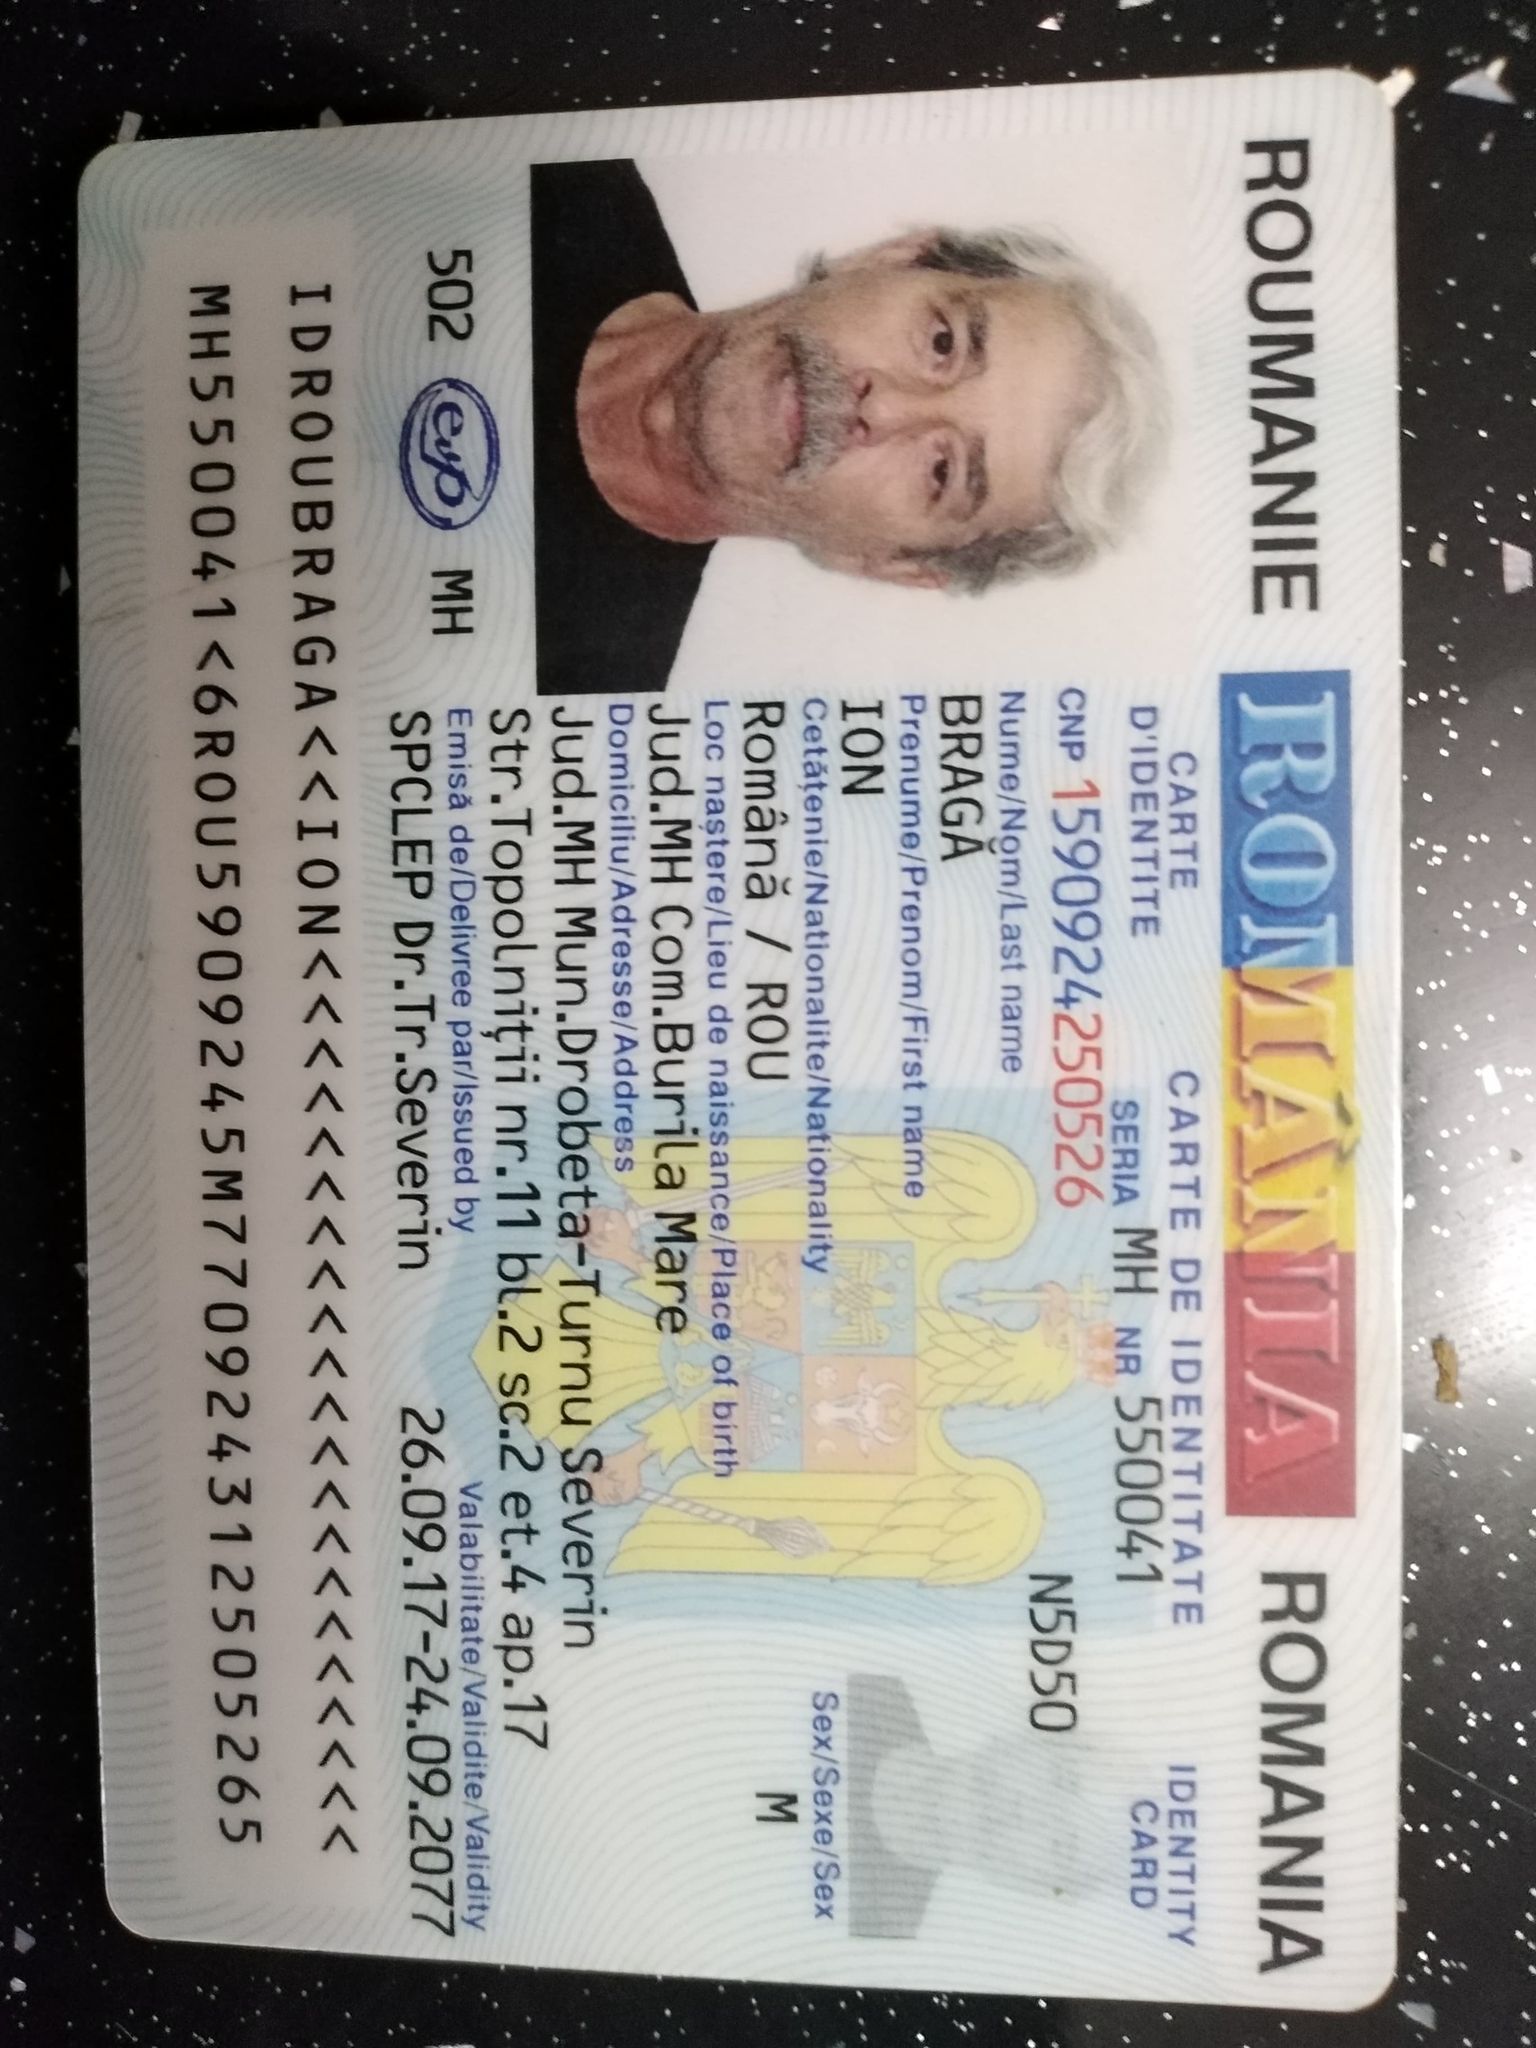 ROUMANIE ROMÂNIA ROMANIA
CARTE D'IDENTITE
CARTE DE IDENTITATE
IDENTITY CARD
SERIA MH NR 550041
CNP 1590924250526
N5D50
Nume/Nom/Last name
BRAGĂ
Prenume/Prenom/First name
ION
Cetățenie/Nationalite/Nationality
Română / ROU
Sex/Sexe/Sex
M
Loc naștere/Lieu de naissance/Place of birth
Jud.MH Com.Burila Mare
Domiciliu/Adresse/Address
Jud.MH Mun.Drobeta-Turnu Severin
Str.Topolniții nr.11 bl.2 sc.2 et.4 ap.17
Emisă de/Delivree par/Issued by
SPCLEP Dr.Tr.Severin
Valabilitate/Validite/Validity
26.09.17-24.09.2077
502 evp MH
IDROUBRAGA<<ION<<<<<<<<<<<<<<<<<<<<<
MH550041<6ROU5909245M770924312505265